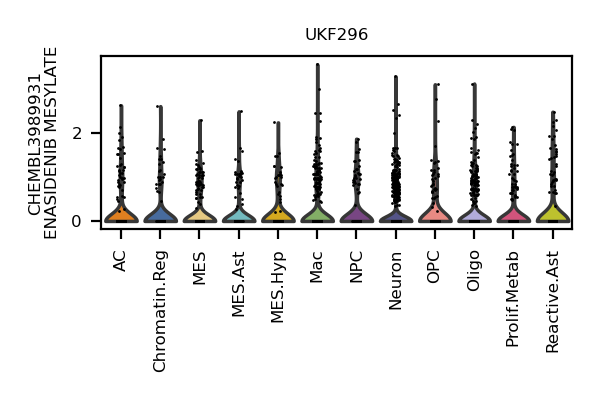 UKF296
CHEMBL3989931
ENASIDENIB MESYLATE
2
0
AC
Chromatin.Reg
MES
MES.Ast
MES.Hyp
Mac
NPC
Neuron
OPC
Oligo
Prolif.Metab
Reactive.Ast